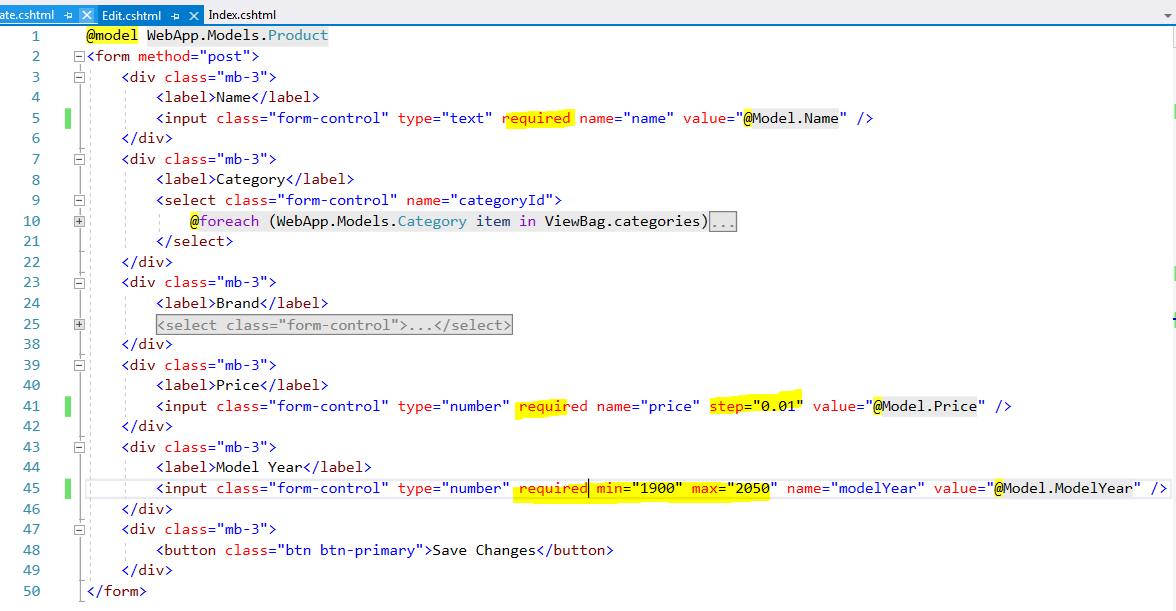 ate.cshtml Edit.cshtml Index.cshtml
1 @model WebApp.Models.Product
2 <form method="post">
3 <div class="mb-3">
4 <label>Name</label>
5 <input class="form-control" type="text" required name="name" value="@Model.Name" />
6 </div>
7 <div class="mb-3">
8 <label>Category</label>
9 <select class="form-control" name="categoryId">
10 @foreach (WebApp.Models.Category item in ViewBag.categories)...
21 </select>
22 </div>
23 <div class="mb-3">
24 <label>Brand</label>
25 <select class="form-control">...</select>
38 </div>
39 <div class="mb-3">
40 <label>Price</label>
41 <input class="form-control" type="number" required name="price" step="0.01" value="@Model.Price" />
42 </div>
43 <div class="mb-3">
44 <label>Model Year</label>
45 <input class="form-control" type="number" required min="1900" max="2050" name="modelYear" value="@Model.ModelYear" />
46 </div>
47 <div class="mb-3">
48 <button class="btn btn-primary">Save Changes</button>
49 </div>
50 </form>